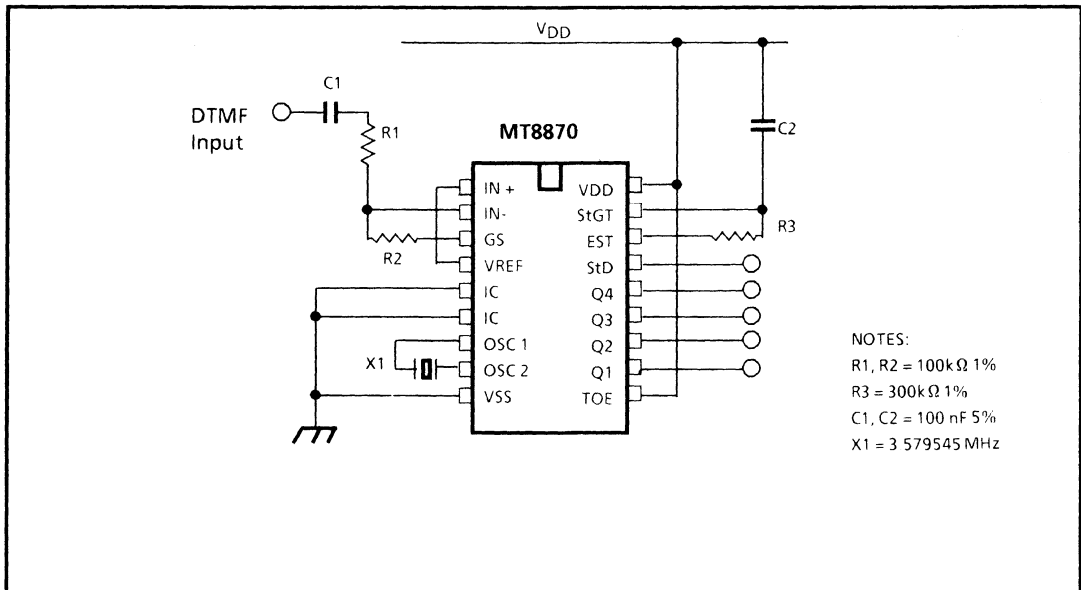 VDD
C1
DTMF
Input
R1
MT8870
C2
IN +
VDD
IN-
StGT
R3
GS
EST
R2
VREF
StD
IC
Q4
IC
Q3
OSC 1
Q2
X1
OSC 2
Q1
VSS
TOE
NOTES:
R1, R2 = 100kΩ 1%
R3 = 300kΩ 1%
C1, C2 = 100 nF 5%
X1 = 3 579545 MHz